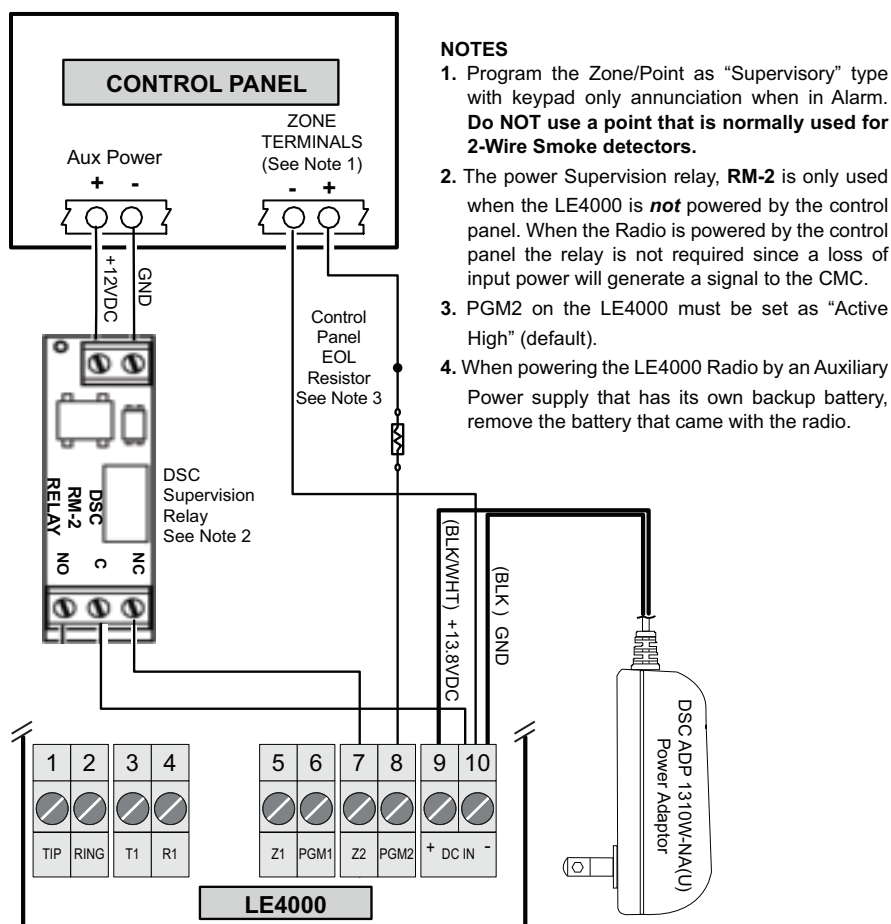 CONTROL PANEL
ZONE
TERMINALS
(See Note 1)
Aux Power
+ -
- +
+12VDC
GND
Control
Panel
EOL
Resistor
See Note 3
DSC
RM-2
RELAY
DSC
Supervision
Relay
See Note 2
NO C NC
(BLK/WHT) +13.8VDC
(BLK ) GND
DSC ADP 1310W-NA(U)
Power Adaptor
1 2 3 4 5 6 7 8 9 10
TIP RING T1 R1 Z1 PGM1 Z2 PGM2 + DC IN -
LE4000
NOTES
1. Program the Zone/Point as “Supervisory” type
with keypad only annunciation when in Alarm.
Do NOT use a point that is normally used for
2-Wire Smoke detectors.
2. The power Supervision relay, RM-2 is only used
when the LE4000 is not powered by the control
panel. When the Radio is powered by the control
panel the relay is not required since a loss of
input power will generate a signal to the CMC.
3. PGM2 on the LE4000 must be set as “Active
High” (default).
4. When powering the LE4000 Radio by an Auxiliary
Power supply that has its own backup battery,
remove the battery that came with the radio.